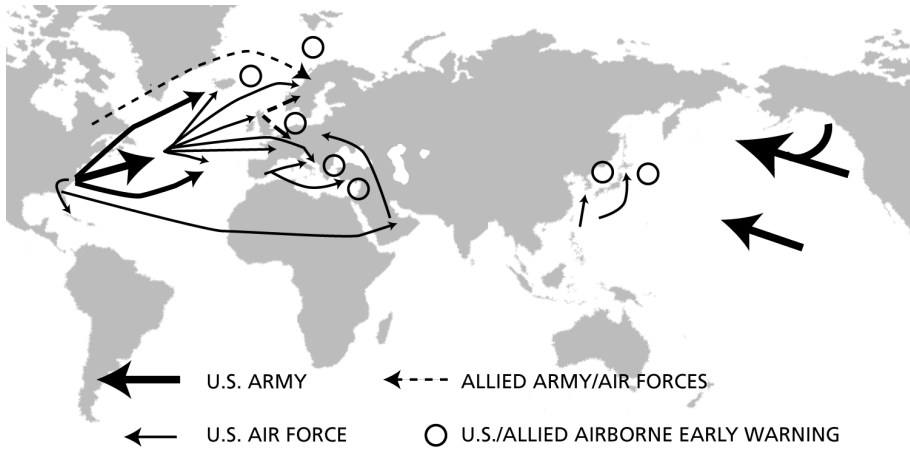 U.S. ARMY
ALLIED ARMY/AIR FORCES
U.S. AIR FORCE
U.S./ALLIED AIRBORNE EARLY WARNING